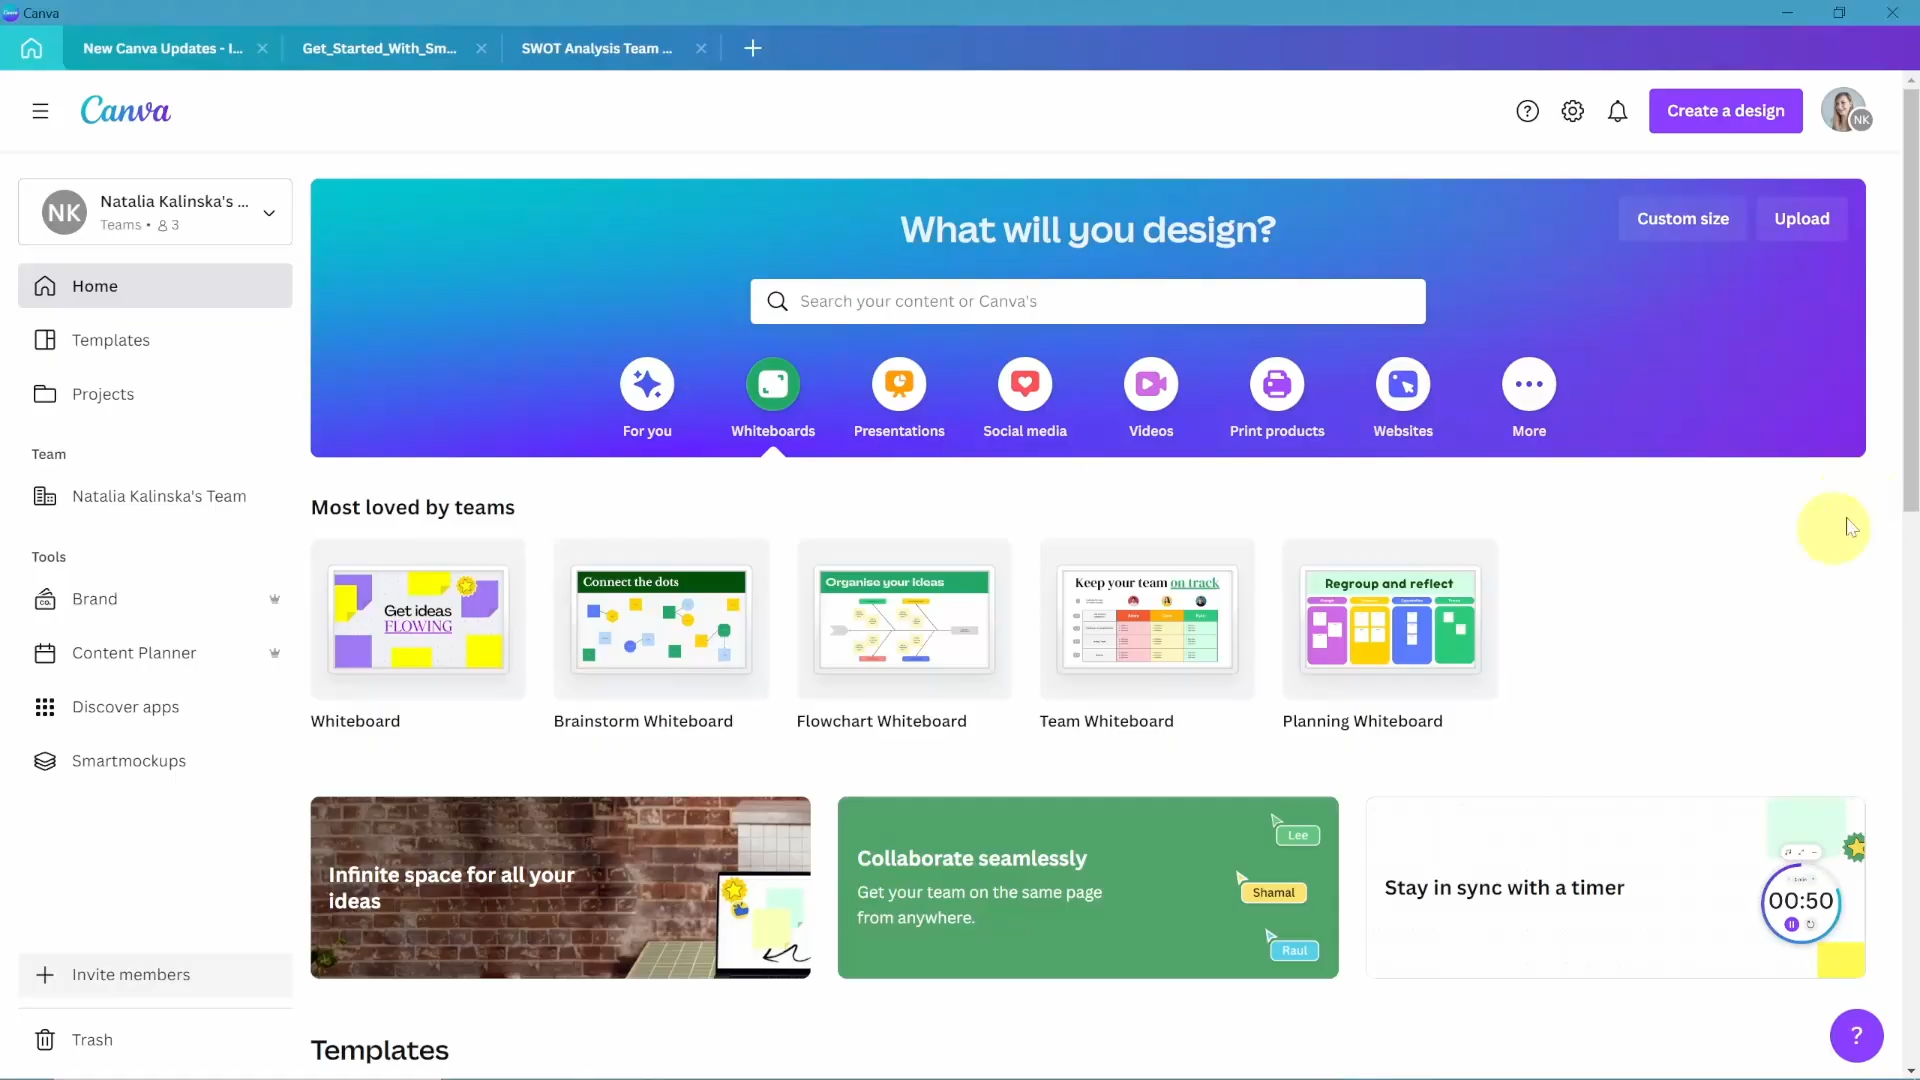 Canva
New Canva Updates - I...
Get_Started_With_Sm...
SWOT Analysis Team ...
Canva
Create a design
NK
NK
Natalia Kalinska's ...
Teams • 3
Home
Templates
Projects
Team
Natalia Kalinska's Team
Tools
Brand
Content Planner
Discover apps
Smartmockups
Invite members
Trash
What will you design?
Custom size
Upload
Search your content or Canva's
For you
Whiteboards
Presentations
Social media
Videos
Print products
Websites
More
Most loved by teams
Get ideas
FLOWING
Connect the dots
Organise your ideas
Keep your team on track
Regroup and reflect
Whiteboard
Brainstorm Whiteboard
Flowchart Whiteboard
Team Whiteboard
Planning Whiteboard
Infinite space for all your
ideas
Collaborate seamlessly
Get your team on the same page
from anywhere.
Lee
Shamal
Raul
Stay in sync with a timer
1 min
00:50
Templates
?